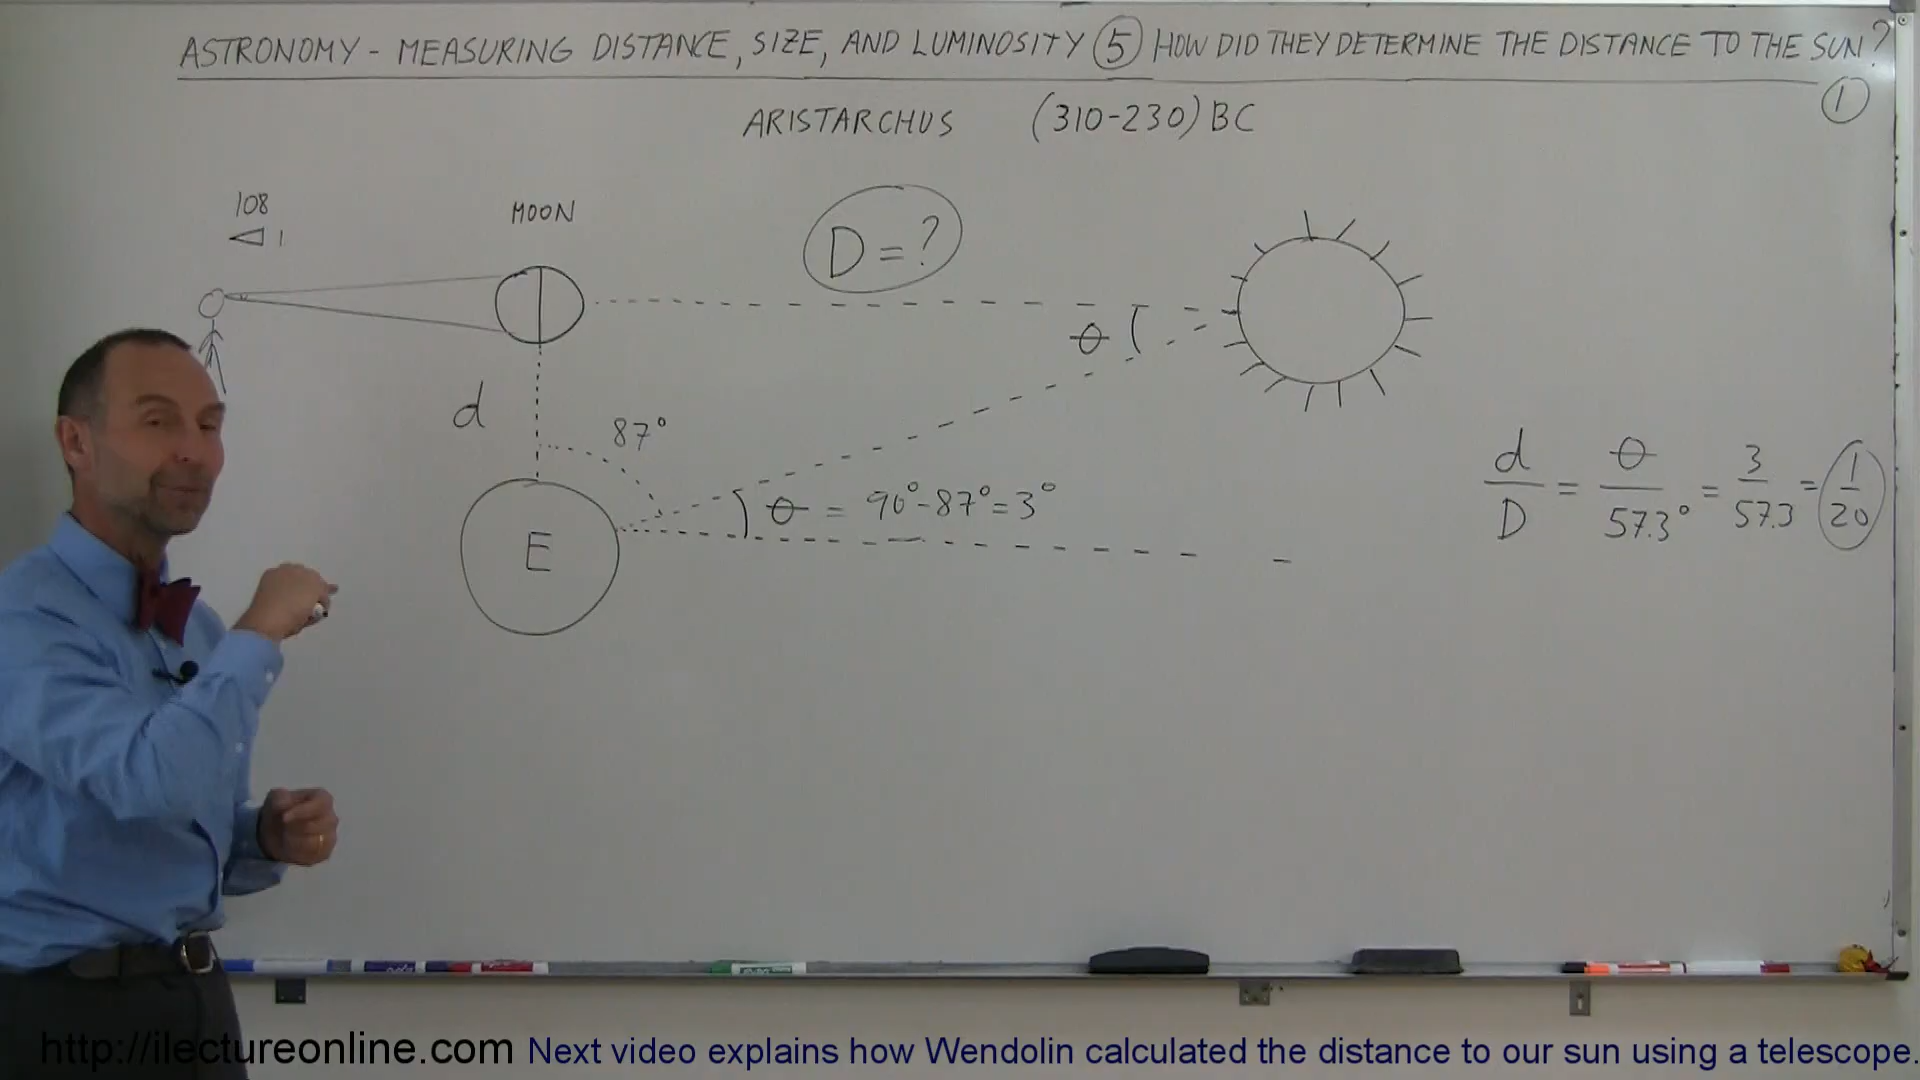 ASTRONOMY - MEASURING DISTANCE, SIZE, AND LUMINOSITY ⑤ HOW DID THEY DETERMINE THE DISTANCE TO THE SUN?
①
ARISTARCHUS (310-230) BC
108
1
MOON
D = ?
θ
d
87°
θ = 90° - 87° = 3°
E
d/D = θ/57.3° = 3/57.3 = 1/20
http://ilectureonline.com Next video explains how Wendolin calculated the distance to our sun using a telescope.